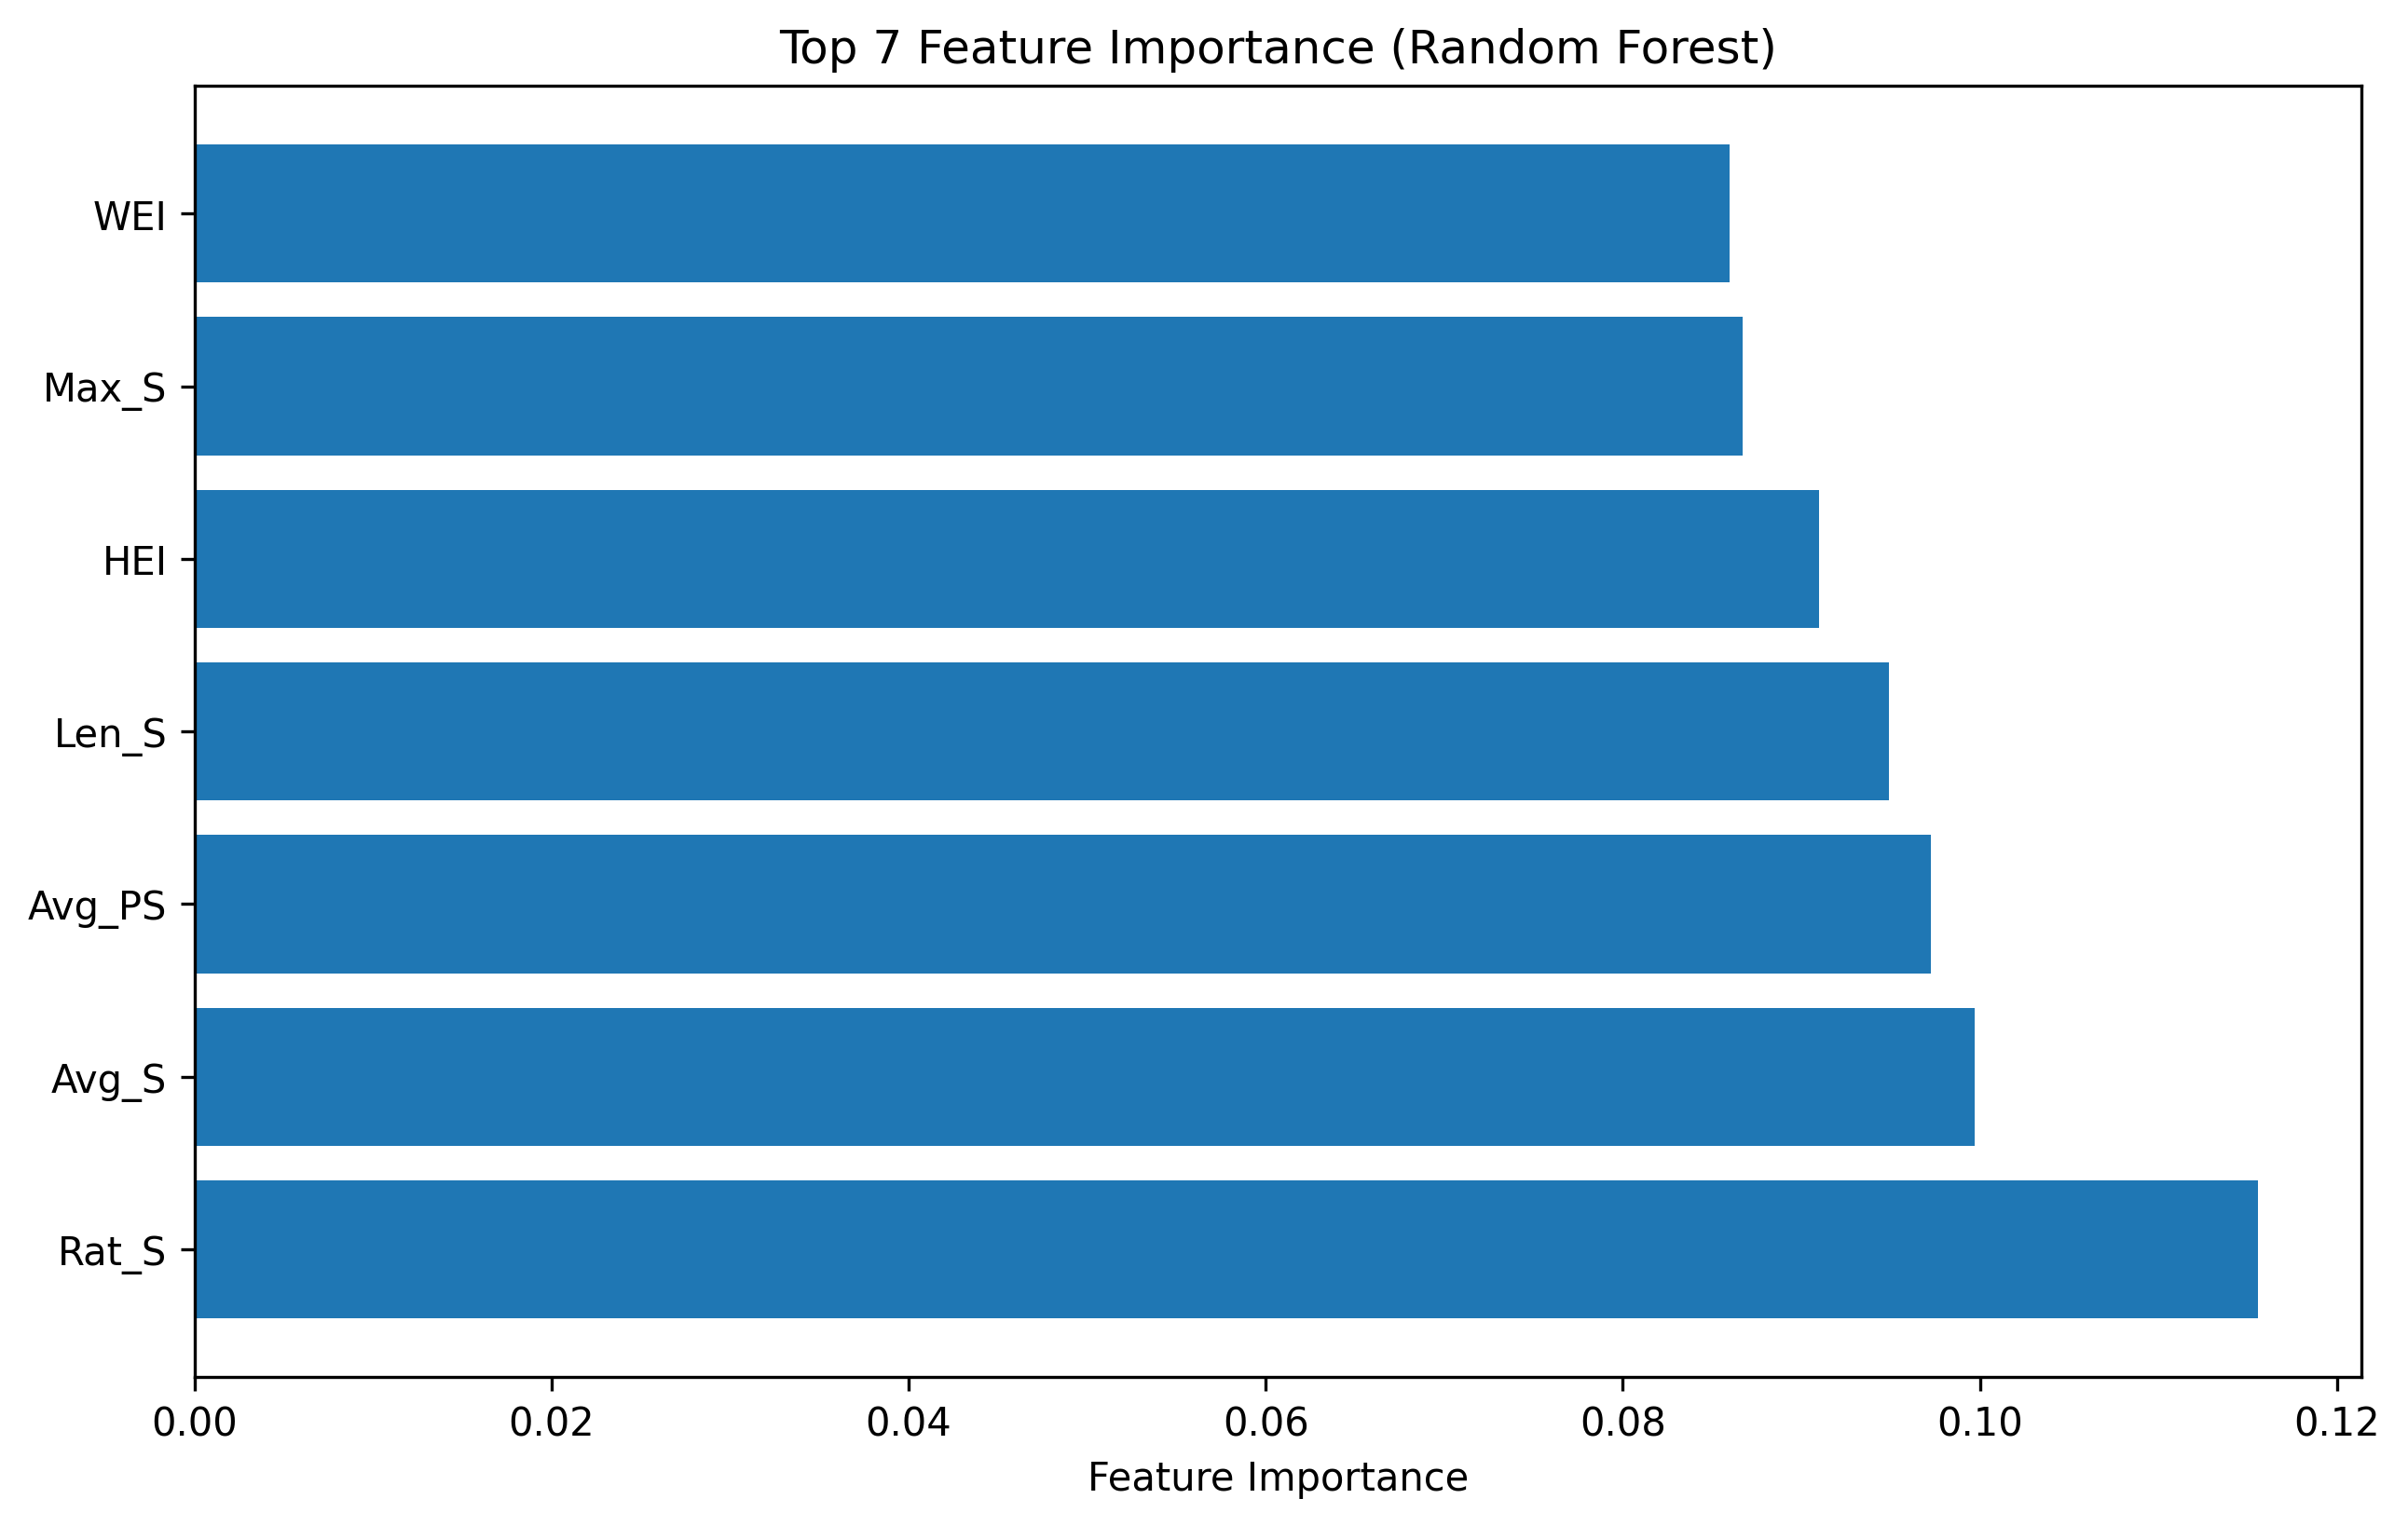 Top 7 Feature Importance (Random Forest)
WEI
Max_S
HEI
Len_S
Avg_PS
Avg_S
Rat_S
0.00 0.02 0.04 0.06 0.08 0.10 0.12
Feature Importance